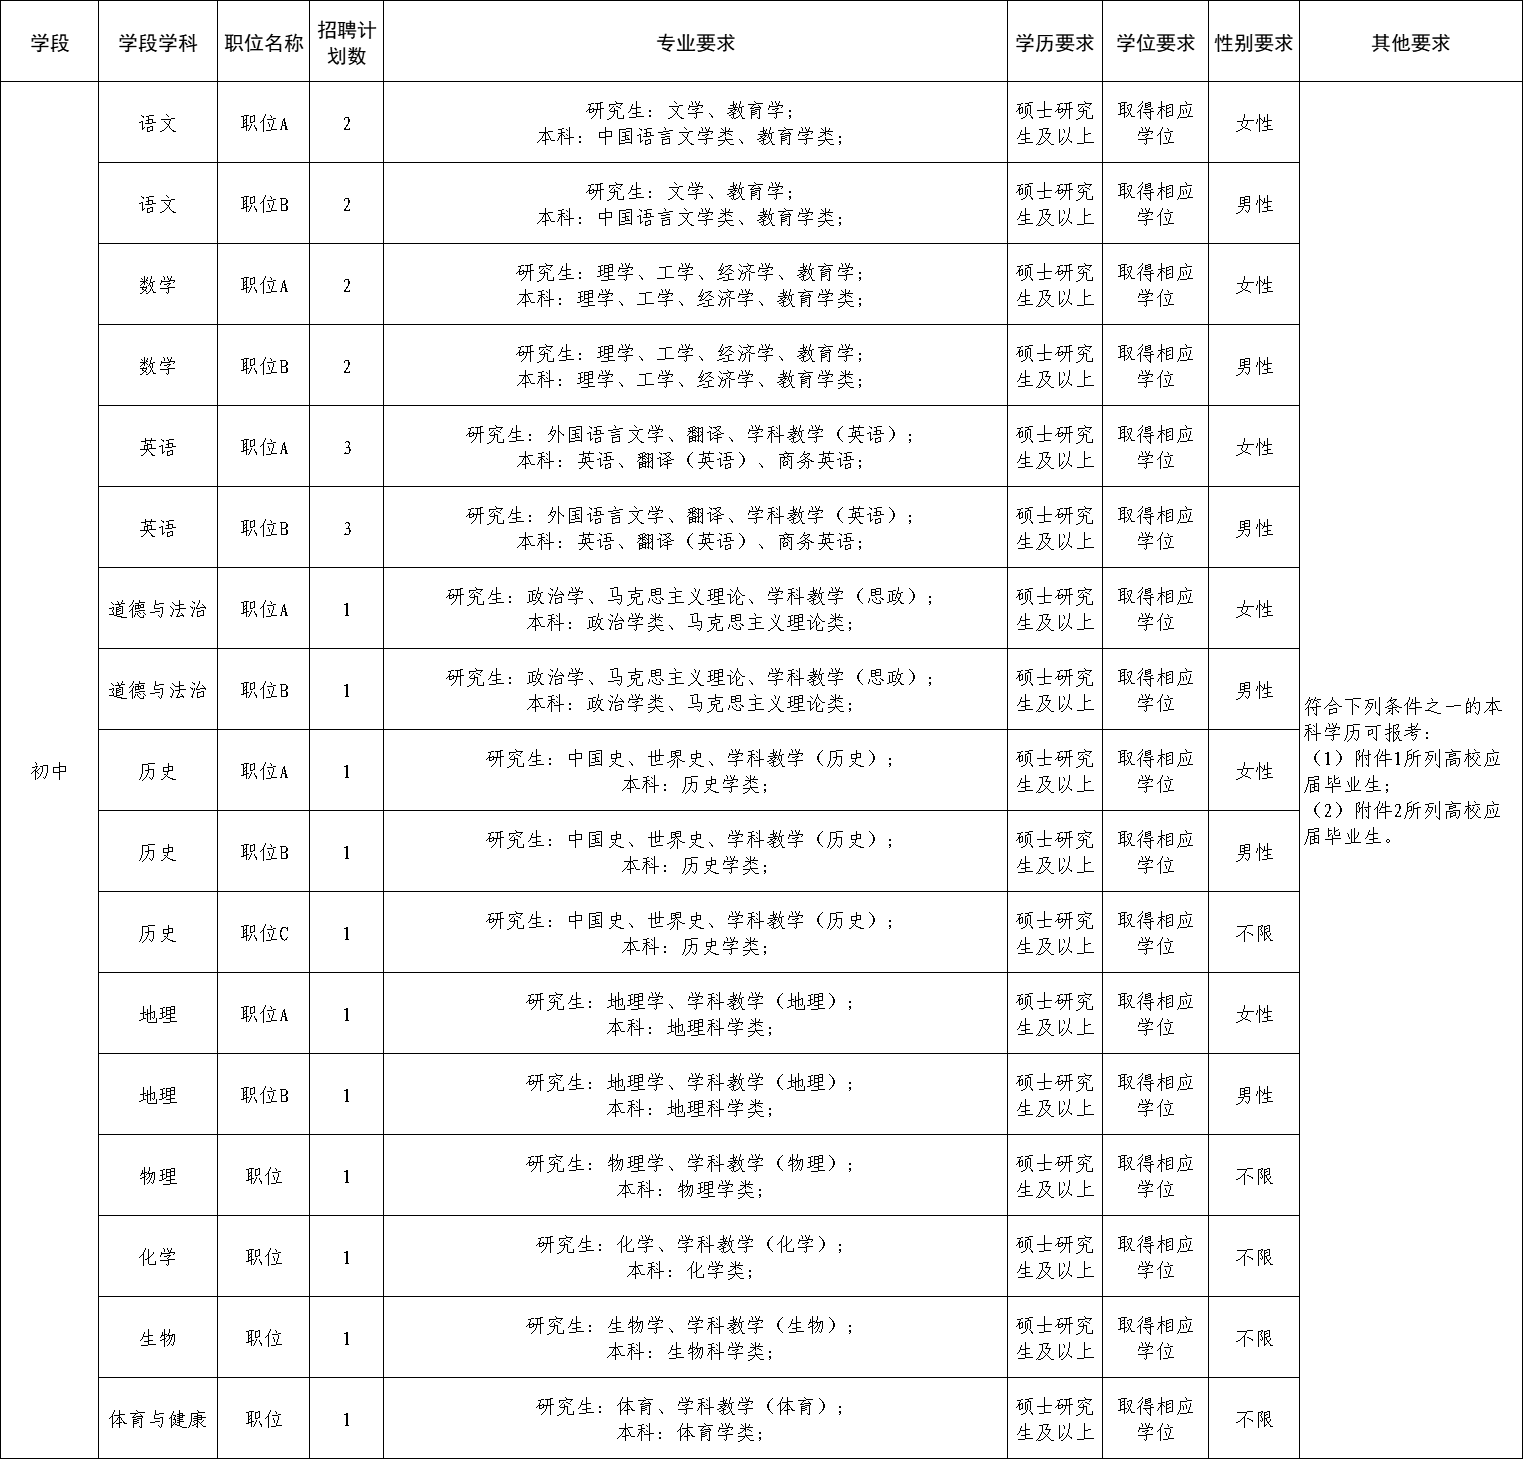 学段
学段学科
职位名称
招聘计
划数
专业要求
学历要求
学位要求
性别要求
其他要求
初中
语文
职位A
2
研究生：文学、教育学；
本科：中国语言文学类、教育学类；
硕士研究
生及以上
取得相应
学位
女性
语文
职位B
2
研究生：文学、教育学；
本科：中国语言文学类、教育学类；
硕士研究
生及以上
取得相应
学位
男性
数学
职位A
2
研究生：理学、工学、经济学、教育学；
本科：理学、工学、经济学、教育学类；
硕士研究
生及以上
取得相应
学位
女性
数学
职位B
2
研究生：理学、工学、经济学、教育学；
本科：理学、工学、经济学、教育学类；
硕士研究
生及以上
取得相应
学位
男性
英语
职位A
3
研究生：外国语言文学、翻译、学科教学（英语）；
本科：英语、翻译（英语）、商务英语；
硕士研究
生及以上
取得相应
学位
女性
英语
职位B
3
研究生：外国语言文学、翻译、学科教学（英语）；
本科：英语、翻译（英语）、商务英语；
硕士研究
生及以上
取得相应
学位
男性
道德与法治
职位A
1
研究生：政治学、马克思主义理论、学科教学（思政）；
本科：政治学类、马克思主义理论类；
硕士研究
生及以上
取得相应
学位
女性
道德与法治
职位B
1
研究生：政治学、马克思主义理论、学科教学（思政）；
本科：政治学类、马克思主义理论类；
硕士研究
生及以上
取得相应
学位
男性
历史
职位A
1
研究生：中国史、世界史、学科教学（历史）；
本科：历史学类；
硕士研究
生及以上
取得相应
学位
女性
历史
职位B
1
研究生：中国史、世界史、学科教学（历史）；
本科：历史学类；
硕士研究
生及以上
取得相应
学位
男性
历史
职位C
1
研究生：中国史、世界史、学科教学（历史）；
本科：历史学类；
硕士研究
生及以上
取得相应
学位
不限
地理
职位A
1
研究生：地理学、学科教学（地理）；
本科：地理科学类；
硕士研究
生及以上
取得相应
学位
女性
地理
职位B
1
研究生：地理学、学科教学（地理）；
本科：地理科学类；
硕士研究
生及以上
取得相应
学位
男性
物理
职位
1
研究生：物理学、学科教学（物理）；
本科：物理学类；
硕士研究
生及以上
取得相应
学位
不限
化学
职位
1
研究生：化学、学科教学（化学）；
本科：化学类；
硕士研究
生及以上
取得相应
学位
不限
生物
职位
1
研究生：生物学、学科教学（生物）；
本科：生物科学类；
硕士研究
生及以上
取得相应
学位
不限
体育与健康
职位
1
研究生：体育、学科教学（体育）；
本科：体育学类；
硕士研究
生及以上
取得相应
学位
不限
符合下列条件之一的本
科学历可报考：
（1）附件1所列高校应
届毕业生；
（2）附件2所列高校应
届毕业生。